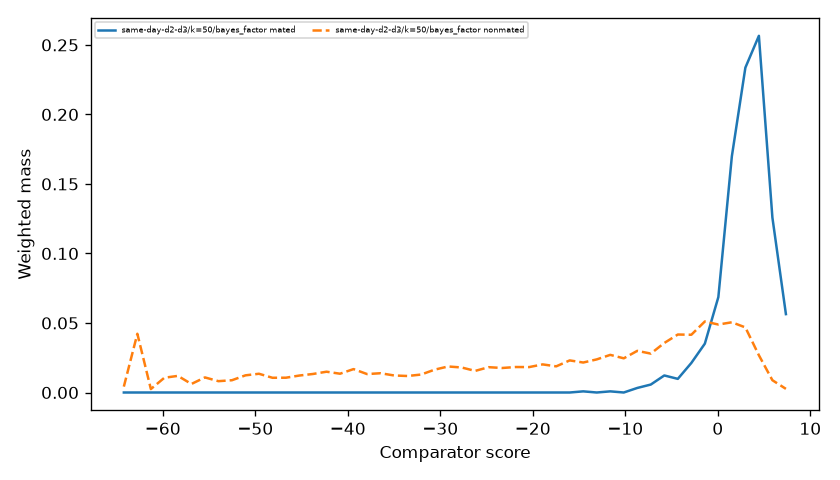 same-day-d2-d3/k=50/bayes_factor mated
same-day-d2-d3/k=50/bayes_factor nonmated
0.25
0.20
0.15
0.10
0.05
0.00
Weighted mass
−60 −50 −40 −30 −20 −10 0 10
Comparator score